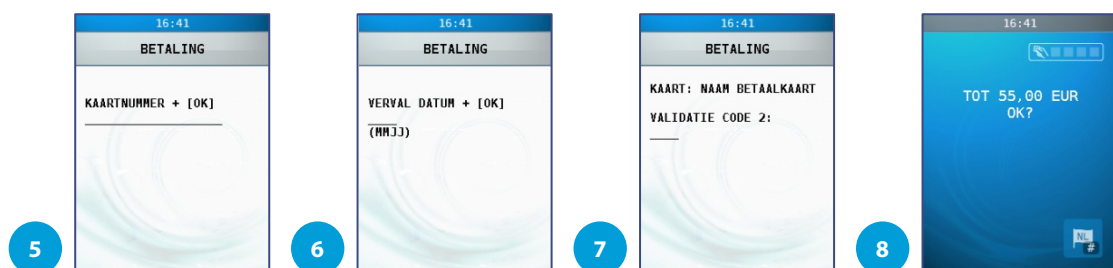 16:41
BETALING
KAARTNUMMER + [OK]
5
16:41
BETALING
VERVAL DATUM + [OK]
(MMJJ)
6
16:41
BETALING
KAART: NAAM BETAALKAART
VALIDATIE CODE 2:
7
16:41
TOT 55,00 EUR
OK?
NL
#
8